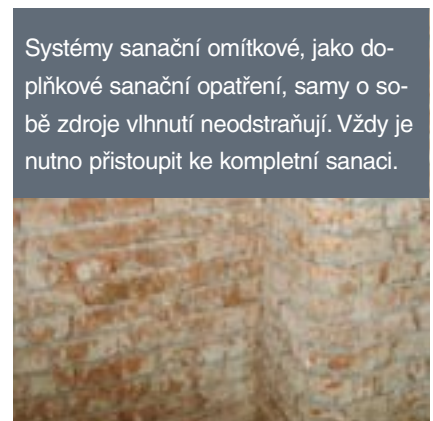 Systémy sanační omítkové, jako do-
plňkové sanační opatření, samy o so-
bě zdroje vlhnutí neodstraňují. Vždy je
nutno přistoupit ke kompletní sanaci.